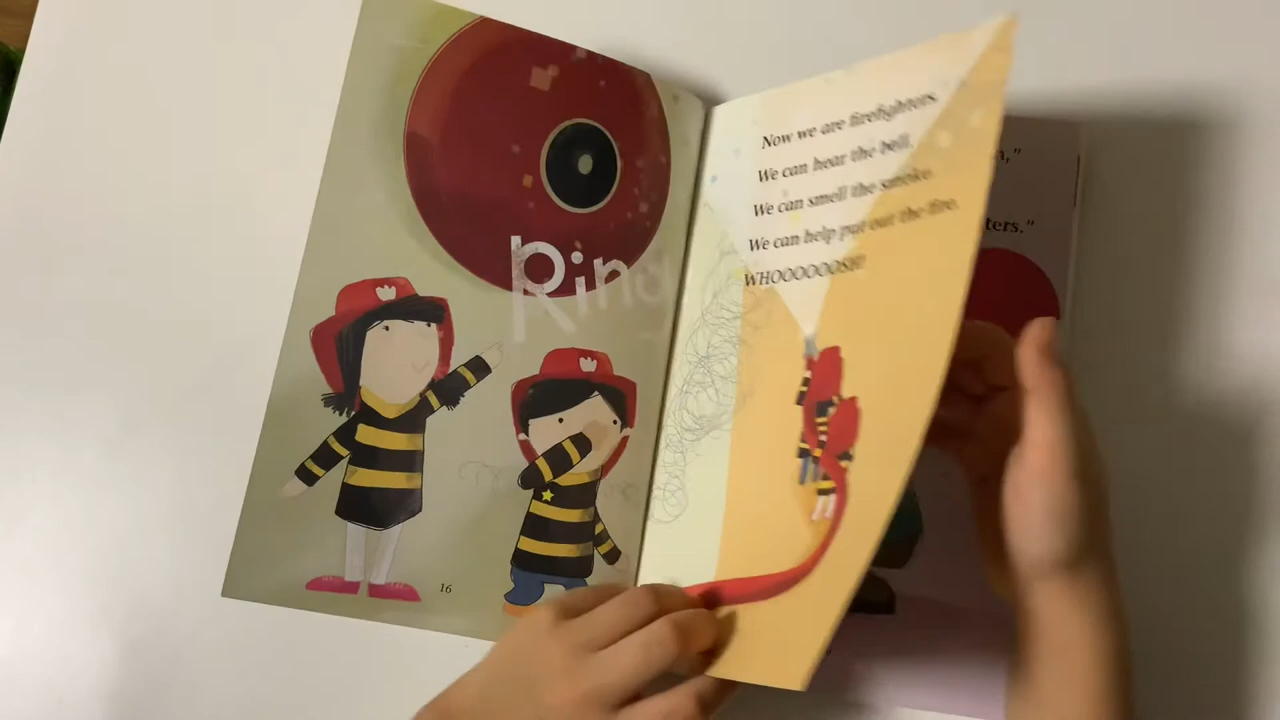 Rin
16
Now we are firefighters.
We can hear the bell.
We can smell the smoke.
We can help put out the fire.
WHOOOOOOSH!
ters.”